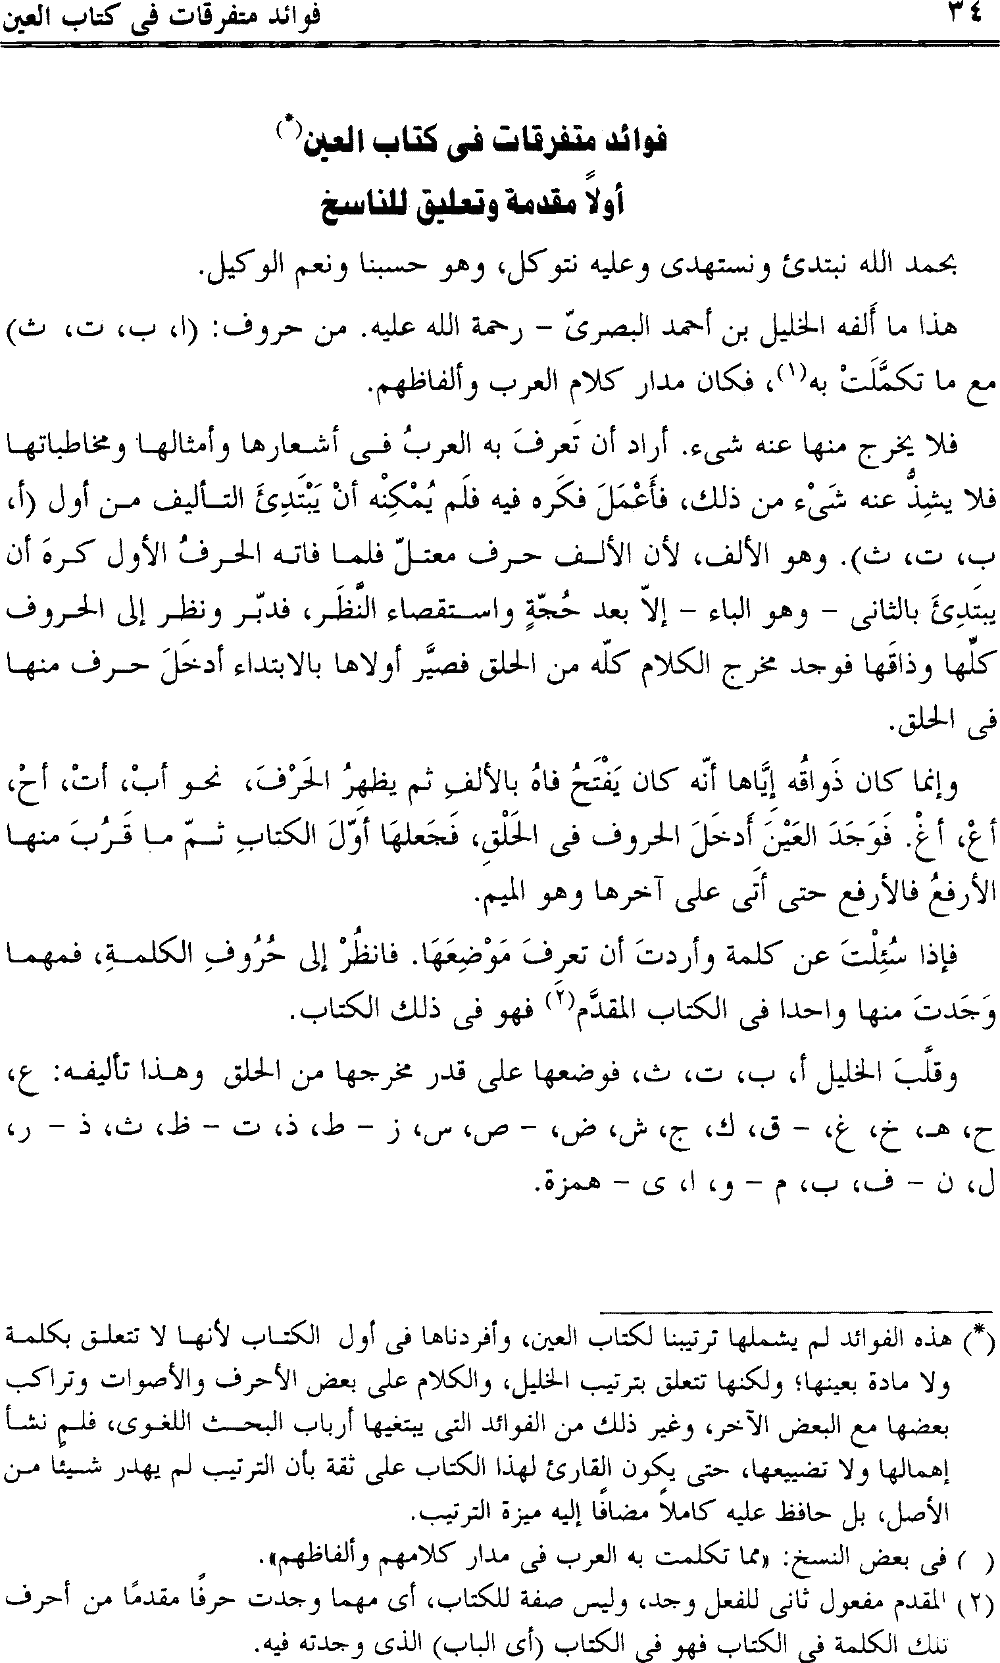 ٣٤
فوائد متفرقات فى كتاب العين
فوائد متفرقات فى كتاب العين(*)
أولاً مقدمة وتعليق للناسخ
بحمد الله نبتدئ ونستهدى وعليه نتوكل، وهو حسبنا ونعم الوكيل.
هذا ما أَلفه الخليل بن أحمد البصرىّ - رحمة الله عليه. من حروف: (ا، ب، ت، ث)
مع ما تكمَّلَتْ به(١)، فكان مدار كلام العرب وألفاظهم.
فلا يخرج منها عنه شىء. أراد أن تَعرفَ به العربُ فى أشعارها وأمثالها ومخاطباتها
فلا يشِذُّ عنه شَىْء من ذلك، فأَعْمَلَ فكَره فيه فلَم يُمْكِنْه أنْ يَبْتَدِئَ التأليف من أول (أ،
ب، ت، ث). وهو الألف، لأن الألف حرف معتلّ فلما فاته الحرفُ الأول كرهَ أن
يبتَدِئَ بالثانى - وهو الباء - إلاّ بعد حُجّةٍ واستقصاء النَّظَر، فدبّر ونظر إلى الحروف
كلِّها وذاقَها فوجد مخرج الكلام كلّه من الحلق فصيَّر أولاها بالابتداء أدخَلَ حرف منها
فى الحلق.
وإنما كان ذَواقُه إيَّاها أنّه كان يَفْتَحُ فاهُ بالألفِ ثم يظهِرُ الحَرْفَ، نحو أبْ، أتْ، أحْ،
أعْ، أغْ. فَوَجَدَ العَيْنَ أَدخَلَ الحروف فى الحَلْقِ، فَجَعلهَا أوّلَ الكتابِ ثمّ ما قَرُبَ منها
الأرفعُ فالأرفع حتى أتَى على آخرها وهو الميم.
فإذا سُئِلْتَ عن كلمة وأردتَ أن تعرِفَ مَوْضِعَهَا. فانظُرْ إلى حُرُوفِ الكلمةِ، فمهما
وَجَدتَ منها واحدا فى الكتاب المقدَّم(٢) فهو فى ذلك الكتاب.
وقلَّبَ الخليل أ، ب، ت، ث، فوضعها على قدر مخرجها من الحلق وهذا تأليفه: ع،
ح، هـ، خ، غ، - ق، ك، ج، ش، ض، - ص، س، ز - ط، ذ، ت - ظ، ث، ذ - ر،
ل، ن - ف، ب، م - و، ا، ى - همزة.
(*) هذه الفوائد لم يشملها ترتيبنا لكتاب العين، وأفردناها فى أول الكتاب لأنها لا تتعلق بكلمة
ولا مادة بعينها؛ ولكنها تتعلق بترتيب الخليل، والكلام على بعض الأحرف والأصوات وتراكب
بعضها مع البعض الآخر، وغير ذلك من الفوائد التى يبتغيها أرباب البحث اللغوى، فلم نشأ
إهمالها ولا تضييعها، حتى يكون القارئ لهذا الكتاب على ثقة بأن الترتيب لم يهدر شيئا من
الأصل، بل حافظ عليه كاملاً مضافًا إليه ميزة الترتيب.
( ) فى بعض النسخ: «مما تكلمت به العرب فى مدار كلامهم وألفاظهم».
(٢) المقدم مفعول ثانى للفعل وجد، وليس صفة للكتاب، أى مهما وجدت حرفًا مقدمًا من أحرف
تلك الكلمة فى الكتاب فهو فى الكتاب (أى الباب) الذى وجدته فيه.